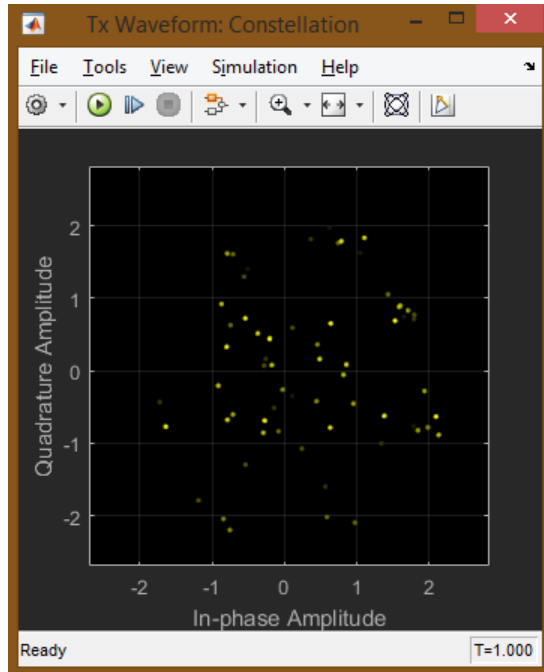 Tx Waveform: Constellation
File Tools View Simulation Help
2
1
0
-1
-2
Quadrature Amplitude
-2 -1 0 1 2
In-phase Amplitude
Ready T=1.000